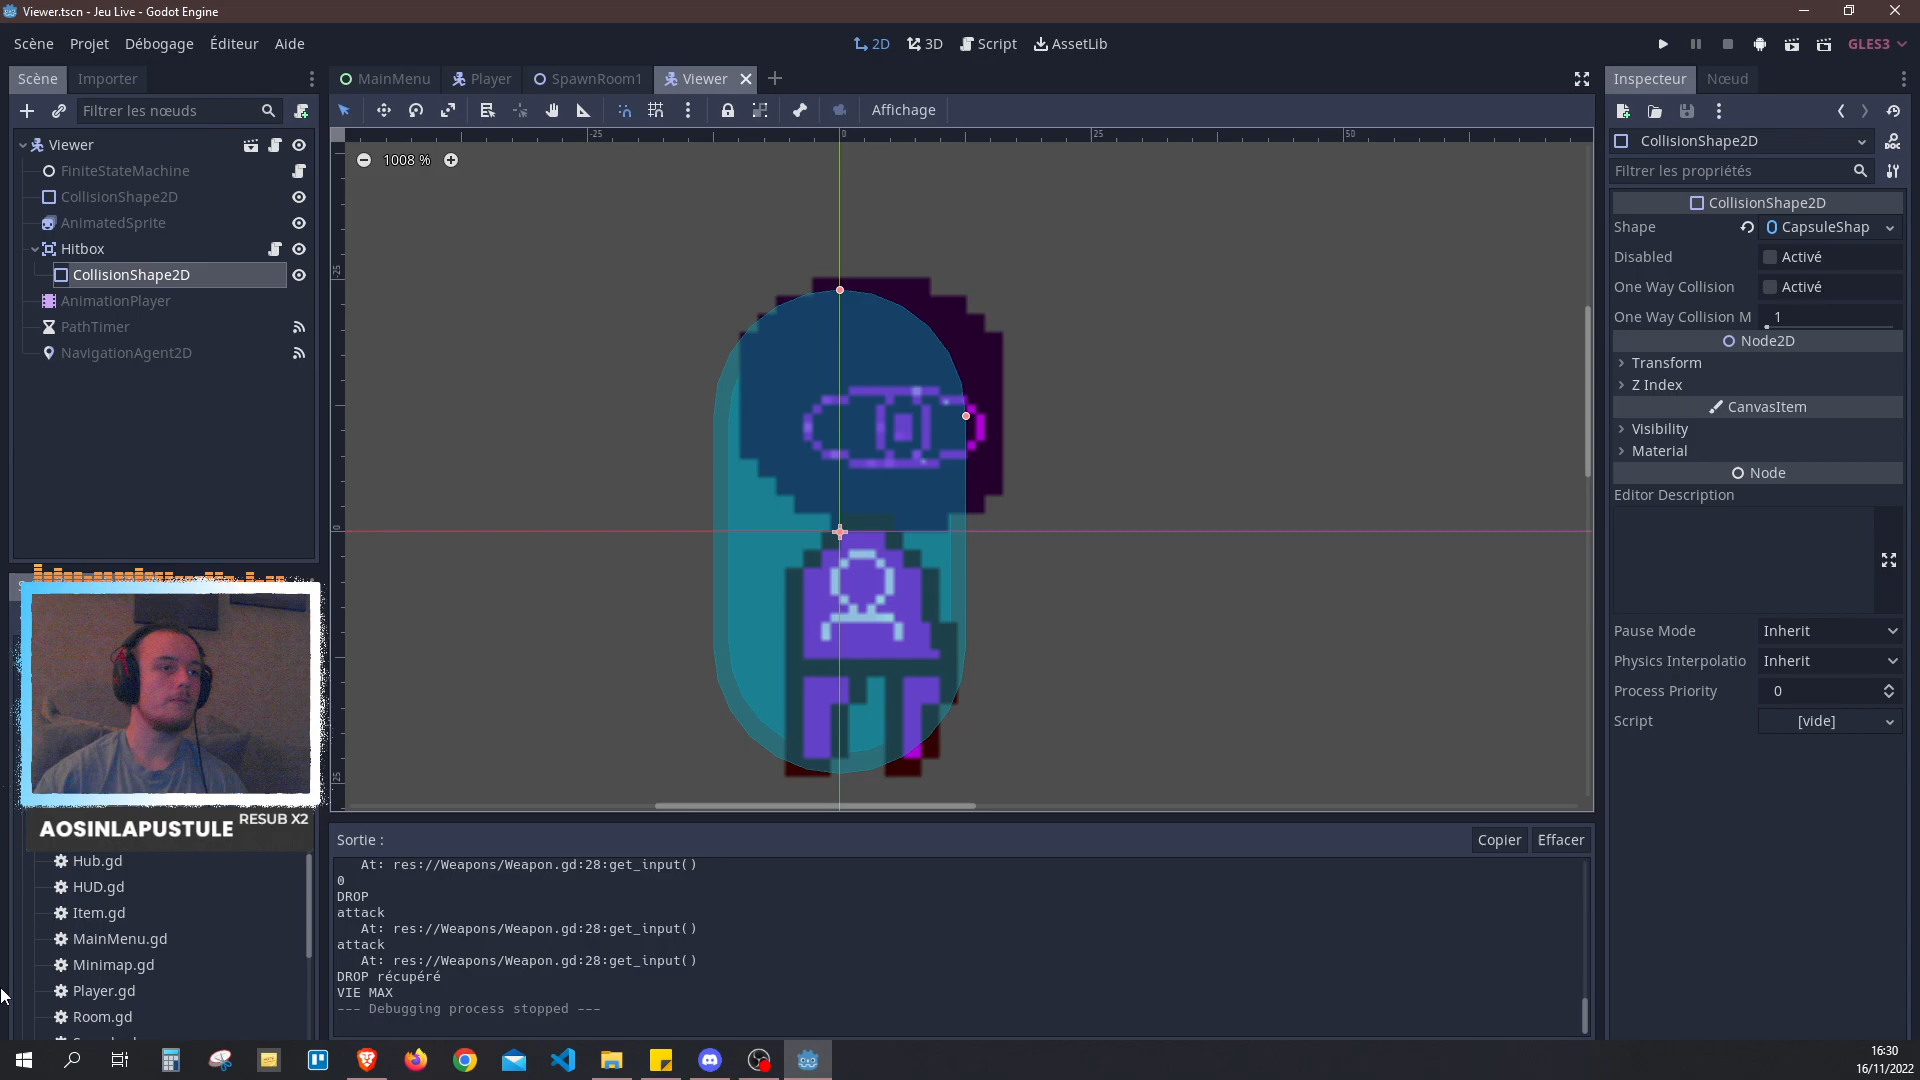 Viewer.tscn - Jeu Live - Godot Engine
Scène Projet Débogage Éditeur Aide
2D 3D Script AssetLib
GLES3
Scène Importer
MainMenu Player SpawnRoom1 Viewer
Inspecteur Nœud
Filtrer les nœuds
Affichage
Viewer
FiniteStateMachine
CollisionShape2D
AnimatedSprite
Hitbox
CollisionShape2D
AnimationPlayer
PathTimer
NavigationAgent2D
-25 0 25 50
1008 %
-25
0
25
CollisionShape2D
Filtrer les propriétés
CollisionShape2D
Shape CapsuleShap
Disabled Activé
One Way Collision Activé
One Way Collision M 1
Node2D
Transform
Z Index
CanvasItem
Visibility
Material
Node
Editor Description
Pause Mode Inherit
Physics Interpolatio Inherit
Process Priority 0
Script [vide]
AOSINLAPUSTULE RESUB X2
Hub.gd
HUD.gd
Item.gd
MainMenu.gd
Minimap.gd
Player.gd
Room.gd
Sortie :
Copier Effacer
At: res://Weapons/Weapon.gd:28:get_input()
0
DROP
attack
At: res://Weapons/Weapon.gd:28:get_input()
attack
At: res://Weapons/Weapon.gd:28:get_input()
DROP récupéré
VIE MAX
--- Debugging process stopped ---
16:30
16/11/2022